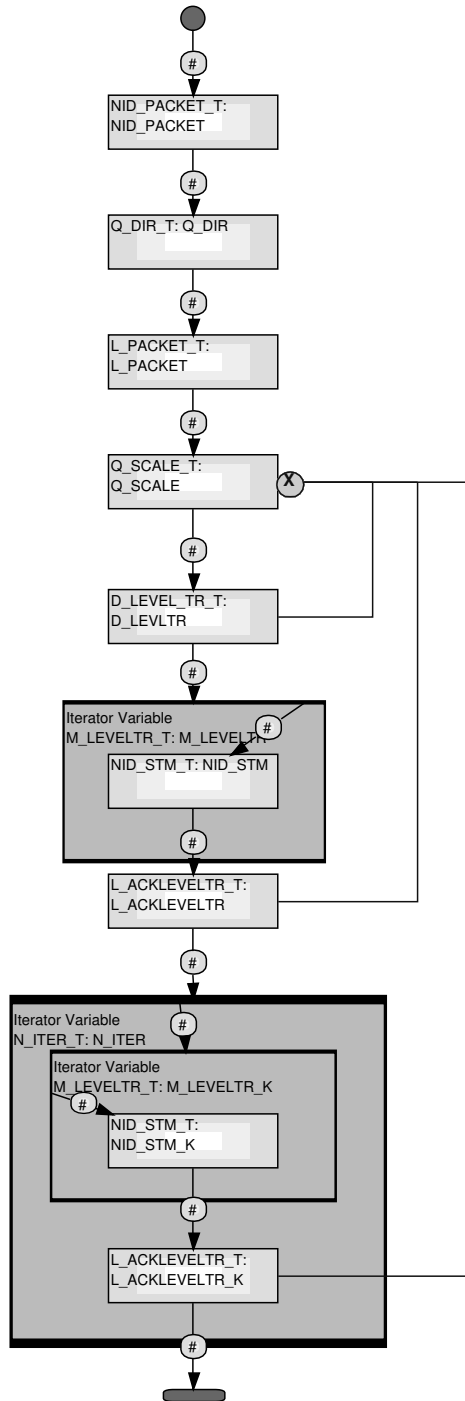 #
NID_PACKET_T:
NID_PACKET
#
Q_DIR_T: Q_DIR
#
L_PACKET_T:
L_PACKET
#
Q_SCALE_T:
Q_SCALE
X
#
D_LEVEL_TR_T:
D_LEVLTR
#
Iterator Variable
M_LEVELTR_T: M_LEVELTR
#
NID_STM_T: NID_STM
#
L_ACKLEVELTR_T:
L_ACKLEVELTR
#
Iterator Variable
N_ITER_T: N_ITER
#
Iterator Variable
M_LEVELTR_T: M_LEVELTR_K
#
NID_STM_T:
NID_STM_K
#
L_ACKLEVELTR_T:
L_ACKLEVELTR_K
#